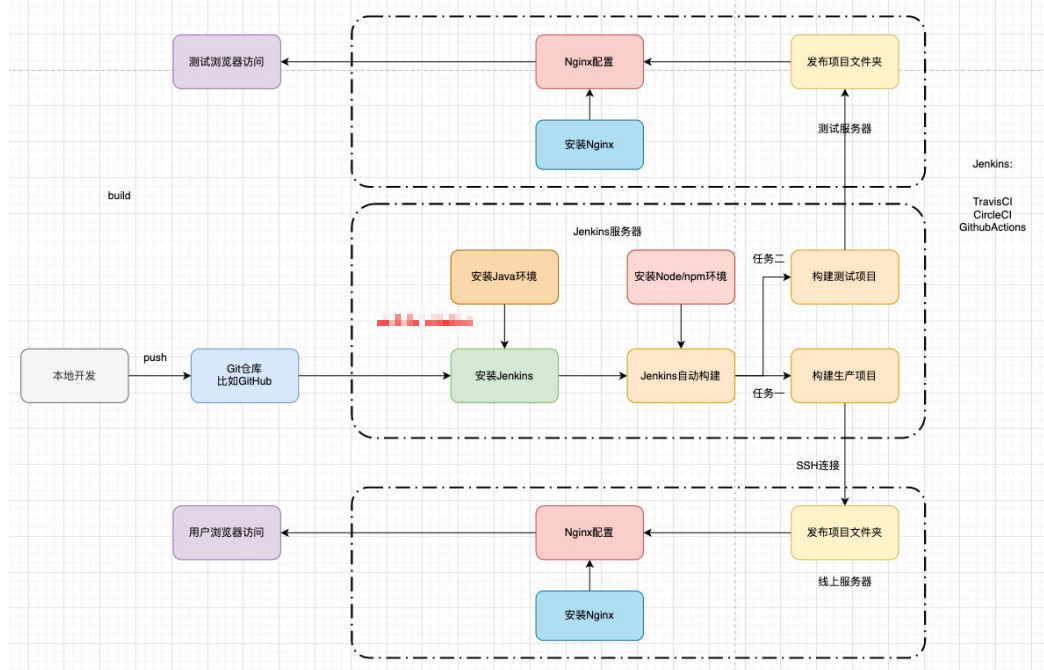 测试浏览器访问
Nginx配置
发布项目文件夹
安装Nginx
测试服务器
Jenkins:
TravisCI
CircleCI
GithubActions
build
Jenkins服务器
安装Java环境
安装Node/npm环境
任务二
构建测试项目
本地开发
push
Git仓库
比如GitHub
安装Jenkins
Jenkins自动构建
任务一
构建生产项目
SSH连接
用户浏览器访问
Nginx配置
发布项目文件夹
线上服务器
安装Nginx